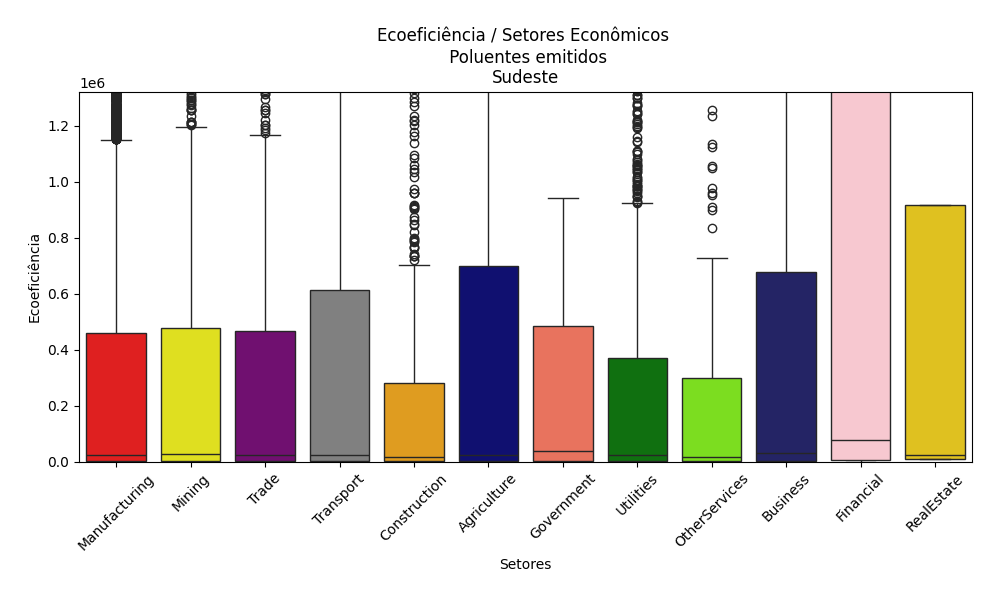 Ecoeficiência / Setores Econômicos
Poluentes emitidos
Sudeste
1e6
1.2
1.0
0.8
0.6
0.4
0.2
0.0
Ecoeficiência
Manufacturing
Mining
Trade
Transport
Construction
Agriculture
Government
Utilities
OtherServices
Business
Financial
RealEstate
Setores